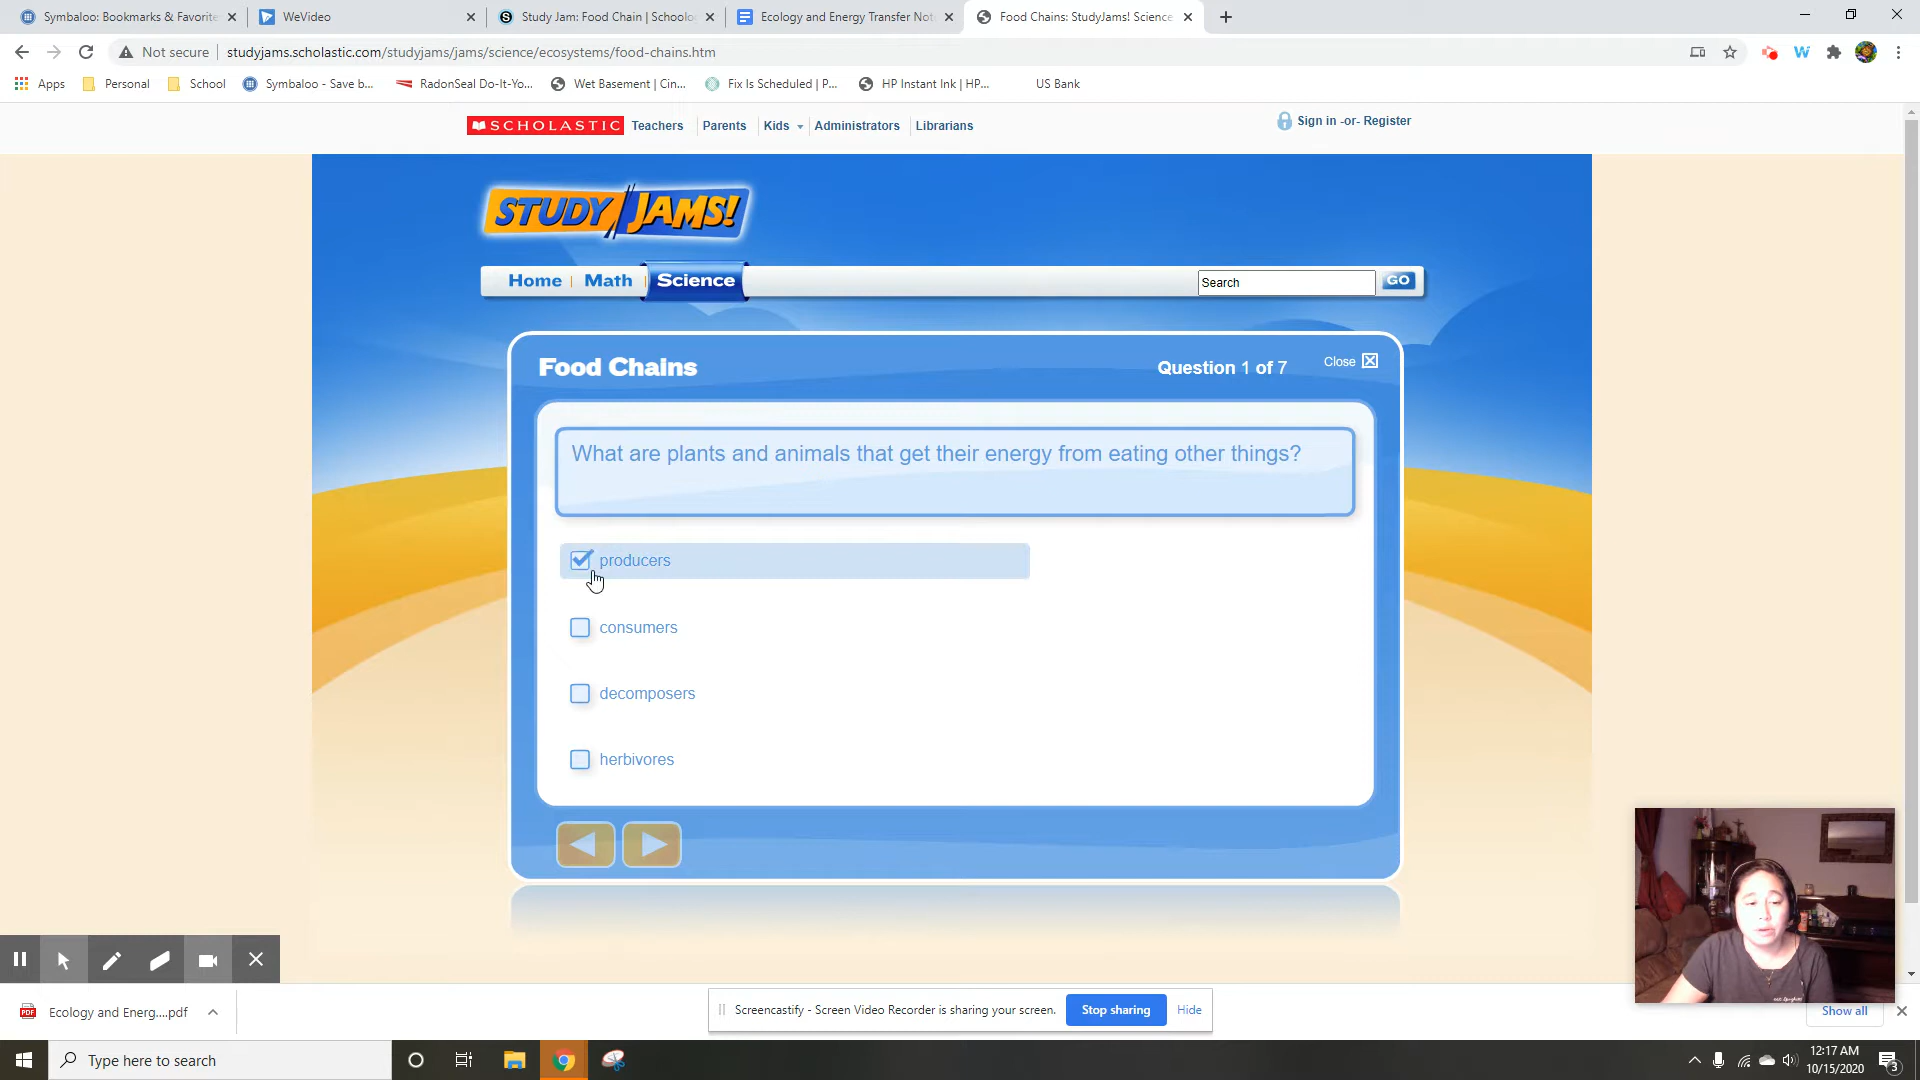 Symbaloo: Bookmarks & Favorite
WeVideo
Study Jam: Food Chain | Schoolo
Ecology and Energy Transfer Not
Food Chains: StudyJams! Science
Not secure
studyjams.scholastic.com/studyjams/jams/science/ecosystems/food-chains.htm
Apps
Personal
School
Symbaloo - Save b...
RadonSeal Do-It-Yo...
Wet Basement | Cin...
Fix Is Scheduled | P...
HP Instant Ink | HP...
US Bank
SCHOLASTIC
Teachers
Parents
Kids
Administrators
Librarians
Sign in -or- Register
STUDY JAMS!
Home
Math
Science
Search
GO
Food Chains
Question 1 of 7
Close
What are plants and animals that get their energy from eating other things?
producers
consumers
decomposers
herbivores
Ecology and Energ....pdf
Screencastify - Screen Video Recorder is sharing your screen.
Stop sharing
Hide
Show all
Type here to search
12:17 AM
10/15/2020
3